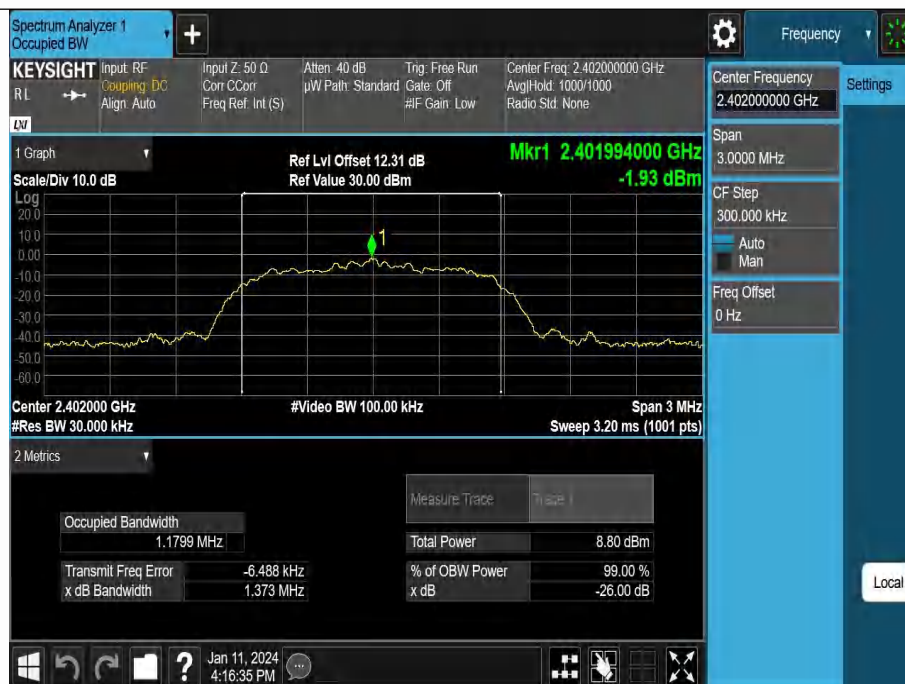 Spectrum Analyzer 1
Occupied BW
Frequency
KEYSIGHT
R L
LXI
Input: RF
Coupling: DC
Align: Auto
Input Z: 50 Ω
Corr CCorr
Freq Ref: Int (S)
Atten: 40 dB
µW Path: Standard
Trig: Free Run
Gate: Off
#IF Gain: Low
Center Freq: 2.402000000 GHz
Avg|Hold: 1000/1000
Radio Std: None
Center Frequency
2.402000000 GHz
Settings
Span
3.0000 MHz
CF Step
300.000 kHz
Auto
Man
Freq Offset
0 Hz
1 Graph
Scale/Div 10.0 dB
Ref Lvl Offset 12.31 dB
Ref Value 30.00 dBm
Mkr1 2.401994000 GHz
-1.93 dBm
Log
20.0
10.0
0.00
-10.0
-20.0
-30.0
-40.0
-50.0
-60.0
1
Center 2.402000 GHz
#Res BW 30.000 kHz
#Video BW 100.00 kHz
Span 3 MHz
Sweep 3.20 ms (1001 pts)
2 Metrics
Measure Trace
Trace 1
Occupied Bandwidth
1.1799 MHz
Total Power
8.80 dBm
Transmit Freq Error
-6.488 kHz
% of OBW Power
99.00 %
x dB Bandwidth
1.373 MHz
x dB
-26.00 dB
Local
Jan 11, 2024
4:16:35 PM